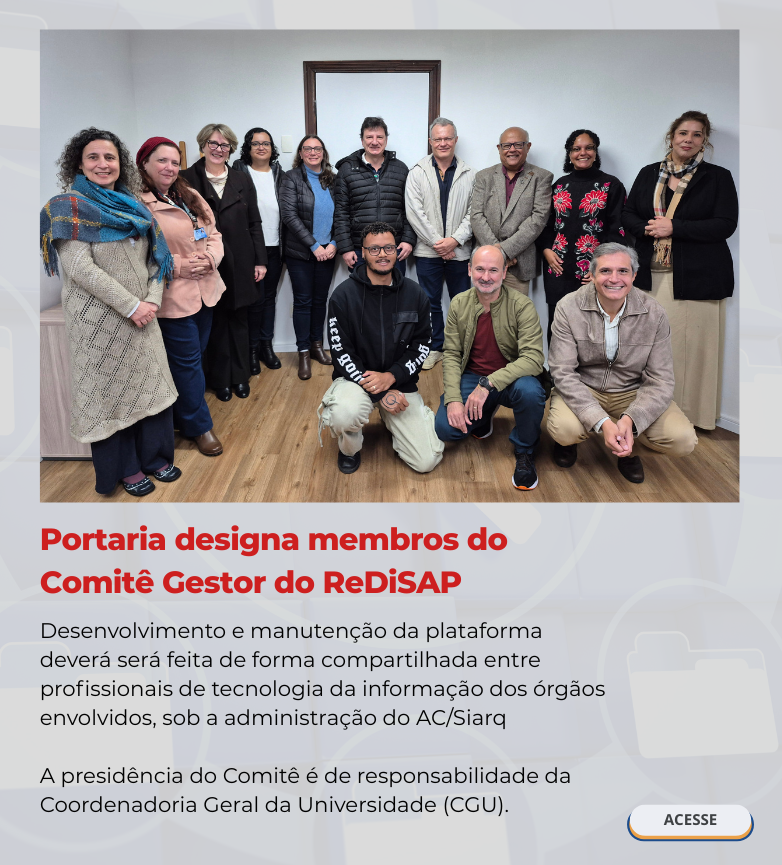 keep goin
Portaria designa membros do
Comitê Gestor do ReDiSAP
Desenvolvimento e manutenção da plataforma
deverá será feita de forma compartilhada entre
profissionais de tecnologia da informação dos órgãos
envolvidos, sob a administração do AC/Siarq
A presidência do Comitê é de responsabilidade da
Coordenadoria Geral da Universidade (CGU).
ACESSE